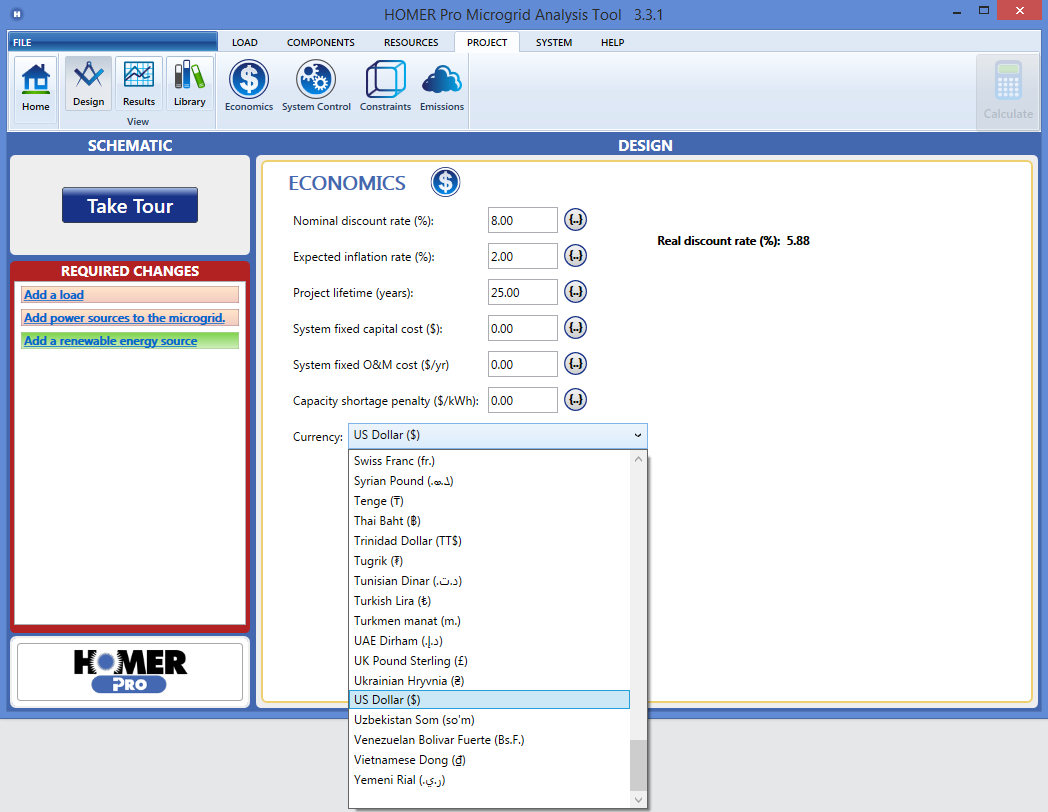 HOMER Pro Microgrid Analysis Tool 3.3.1
FILE
LOAD
COMPONENTS
RESOURCES
PROJECT
SYSTEM
HELP
Home
Design
Results
Library
View
Economics
System Control
Constraints
Emissions
Calculate
SCHEMATIC
Take Tour
REQUIRED CHANGES
Add a load
Add power sources to the microgrid.
Add a renewable energy source
HOMER
PRO
DESIGN
ECONOMICS
$
Nominal discount rate (%): 8.00 {..}
Real discount rate (%): 5.88
Expected inflation rate (%): 2.00 {..}
Project lifetime (years): 25.00 {..}
System fixed capital cost ($): 0.00 {..}
System fixed O&M cost ($/yr) 0.00 {..}
Capacity shortage penalty ($/kWh): 0.00 {..}
Currency: US Dollar ($)
Swiss Franc (fr.)
Syrian Pound (.ܠ.ܣ)
Tenge (₸)
Thai Baht (฿)
Trinidad Dollar (TT$)
Tugrik (₮)
Tunisian Dinar (د.ت.)
Turkish Lira (₺)
Turkmen manat (m.)
UAE Dirham (د.إ.)
UK Pound Sterling (£)
Ukrainian Hryvnia (₴)
US Dollar ($)
Uzbekistan Som (so'm)
Venezuelan Bolivar Fuerte (Bs.F.)
Vietnamese Dong (₫)
Yemeni Rial (ر.ي.)